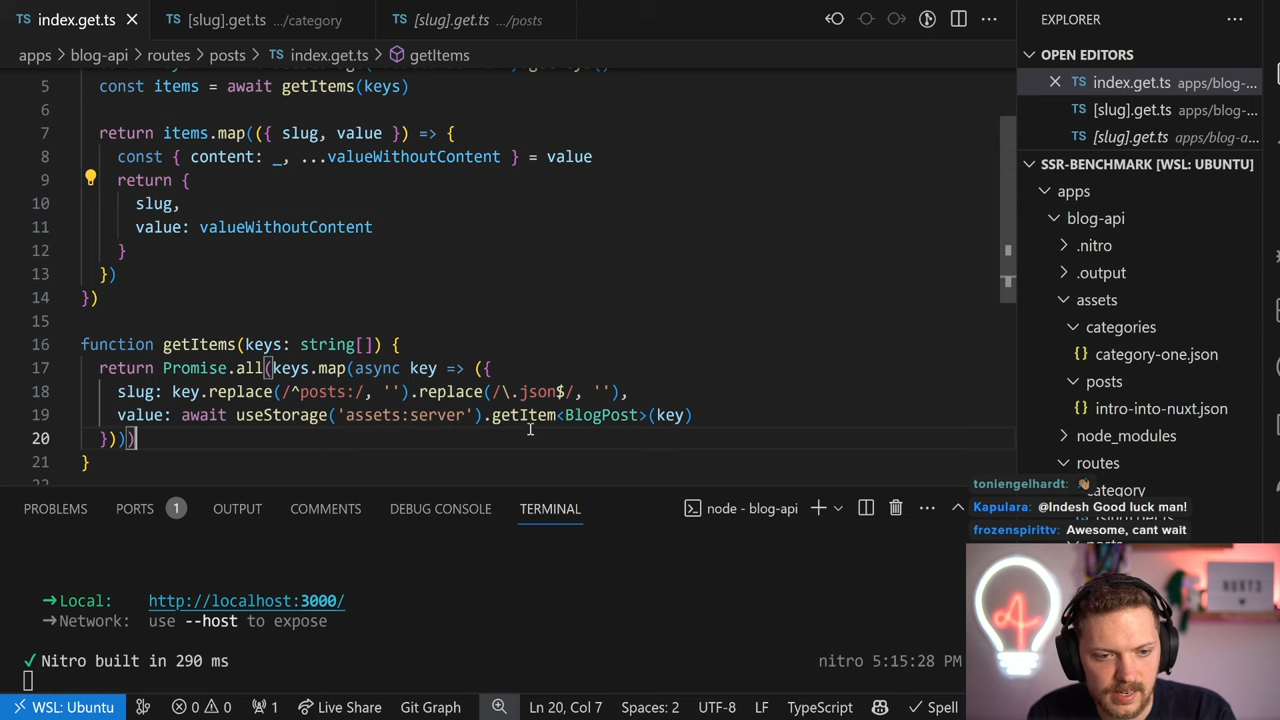 TS index.get.ts
TS [slug].get.ts .../category
TS [slug].get.ts .../posts
apps > blog-api > routes > posts > TS index.get.ts > getItems
5 const items = await getItems(keys)
6
7 return items.map(({ slug, value }) => {
8 const { content: _, ...valueWithoutContent } = value
9 return {
10 slug,
11 value: valueWithoutContent
12 }
13 })
14 })
15
16 function getItems(keys: string[]) {
17 return Promise.all(keys.map(async key => ({
18 slug: key.replace(/^posts:/, '').replace(/\.json$/, ''),
19 value: await useStorage('assets:server').getItem<BlogPost>(key)
20 })))
21 }
EXPLORER
OPEN EDITORS
TS index.get.ts apps/blog-...
TS [slug].get.ts apps/blog-...
TS [slug].get.ts apps/blog-a...
SSR-BENCHMARK [WSL: UBUNTU]
apps
blog-api
.nitro
.output
assets
categories
{} category-one.json
posts
{} intro-into-nuxt.json
node_modules
routes
category
toniengelhardt:
Kapulara: @Indesh Good luck man!
frozenspirittv: Awesome, cant wait
NUXT3
PROBLEMS
PORTS 1
OUTPUT
COMMENTS
DEBUG CONSOLE
TERMINAL
node - blog-api
➜Local: http://localhost:3000/
➜Network: use --host to expose
✓ Nitro built in 290 ms
nitro 5:15:28 PM
WSL: Ubuntu
0 0
1
Live Share
Git Graph
Ln 20, Col 7
Spaces: 2
UTF-8
LF
TypeScript
Spell